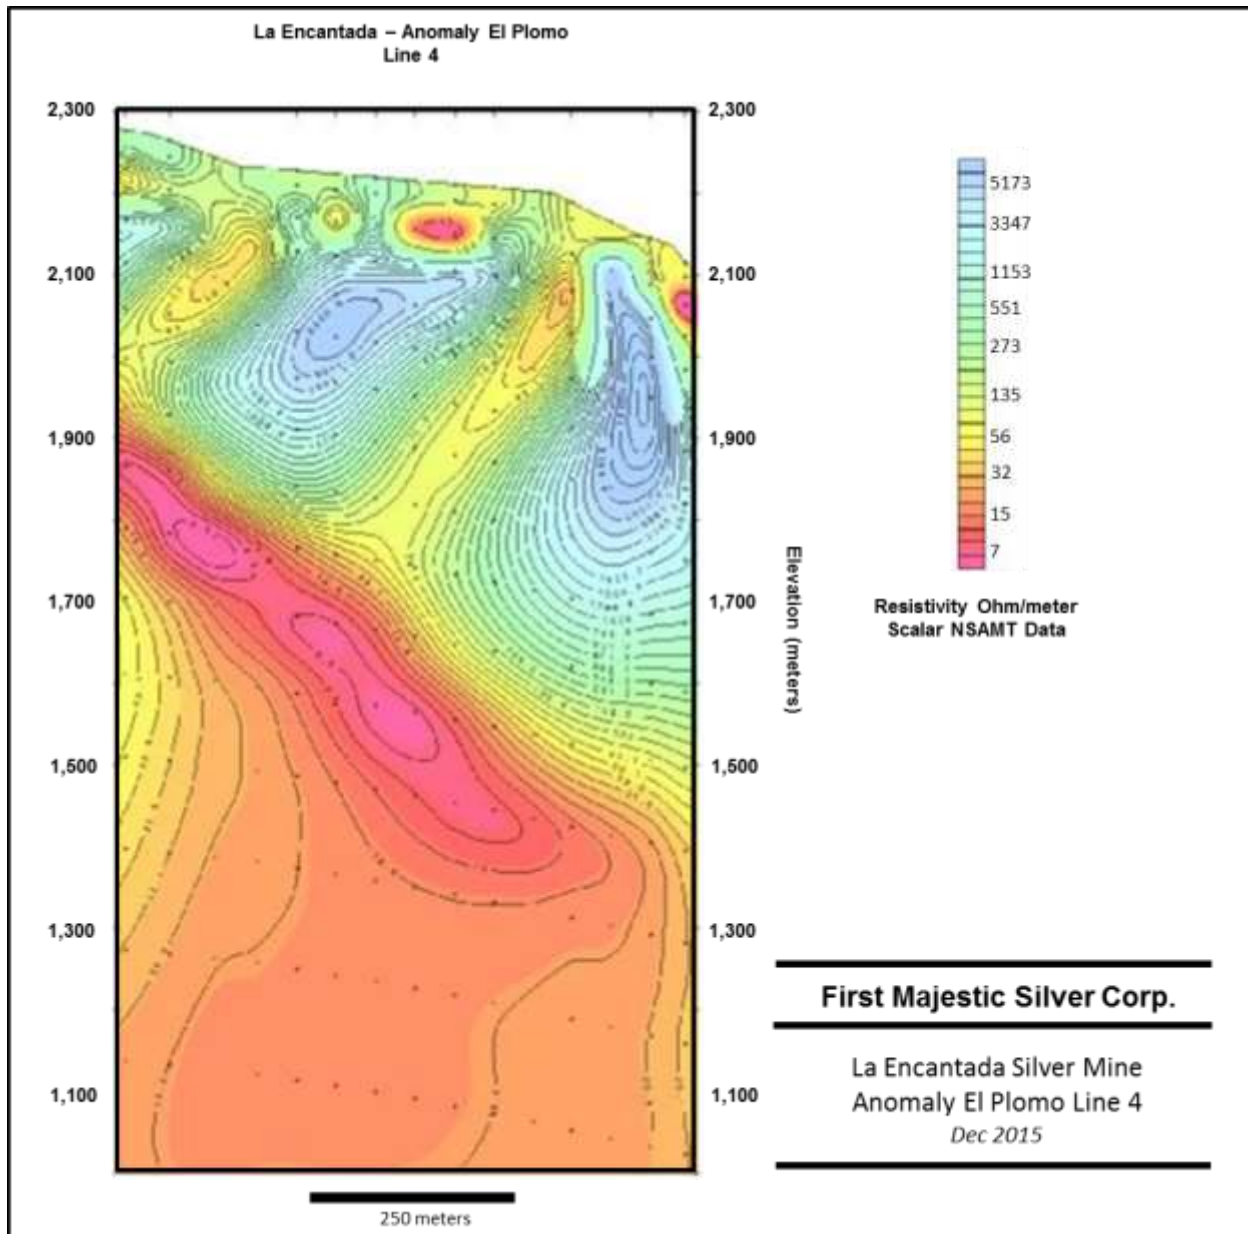 La Encantada – Anomaly El Plomo
Line 4
2,300
2,100
1,900
1,700
1,500
1,300
1,100
2,300
2,100
1,900
1,700
1,500
1,300
1,100
Elevation (meters)
250 meters
5173
3347
1153
551
273
135
56
32
15
7
Resistivity Ohm/meter
Scalar NSAMT Data
First Majestic Silver Corp.
La Encantada Silver Mine
Anomaly El Plomo Line 4
Dec 2015